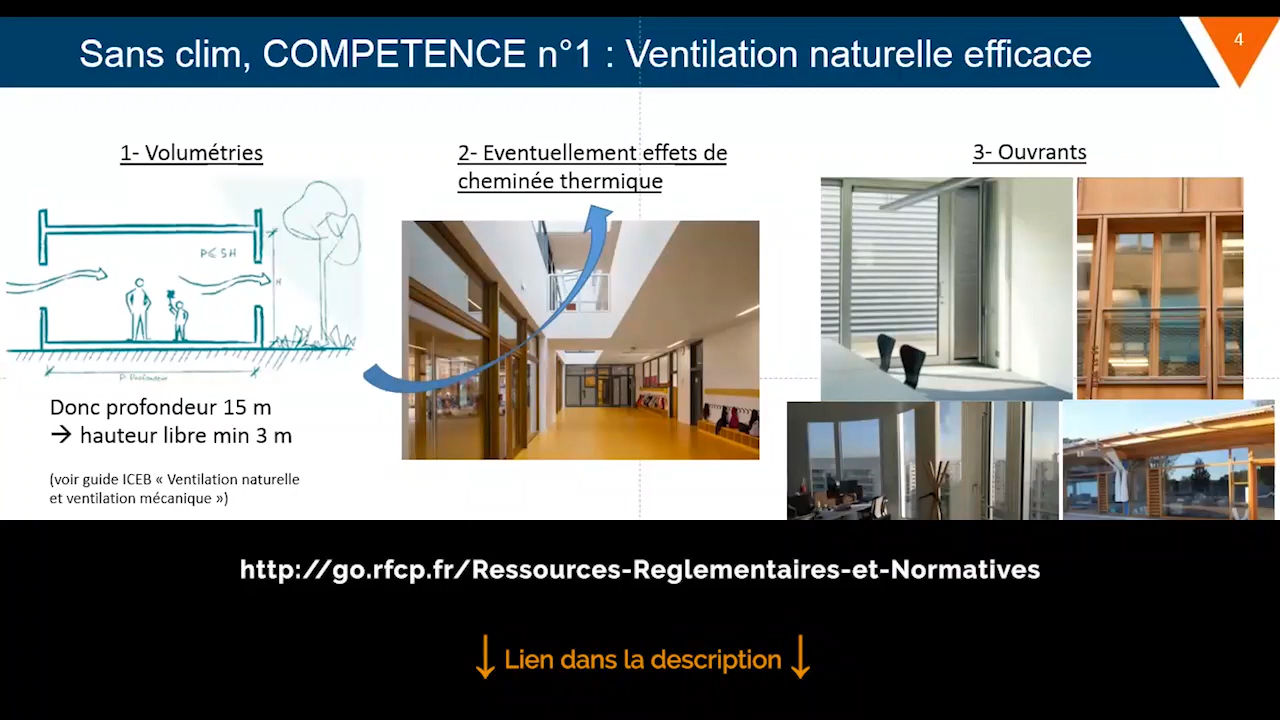 Sans clim, COMPETENCE n°1 : Ventilation naturelle efficace
4
1- Volumétries
P≤5H
H
P: Profondeur
Donc profondeur 15 m
→ hauteur libre min 3 m
(voir guide ICEB « Ventilation naturelle
et ventilation mécanique »)
2- Eventuellement effets de
cheminée thermique
3- Ouvrants
http://go.rfcp.fr/Ressources-Reglementaires-et-Normatives
↓ Lien dans la description ↓